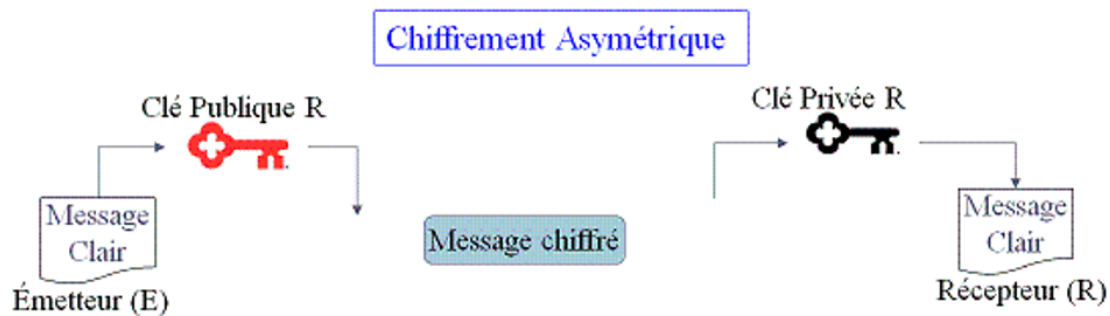 Chiffrement Asymétrique
Clé Publique R
Clé Privée R
Message
Clair
Message chiffré
Message
Clair
Émetteur (E)
Récepteur (R)